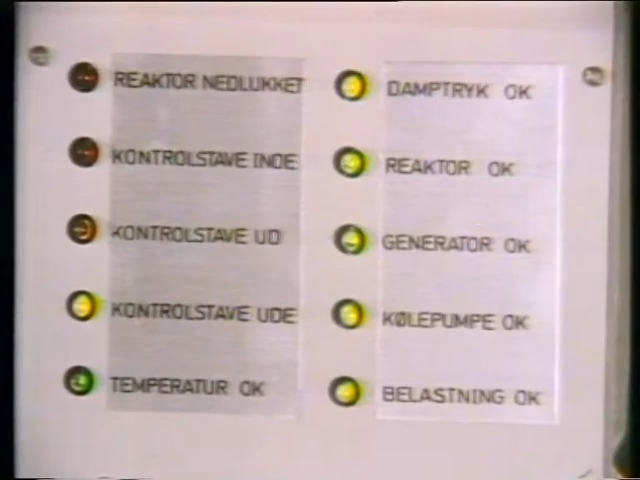 REAKTOR NEDLUKKET
KONTROLSTAVE INDE
KONTROLSTAVE UD
KONTROLSTAVE UDE
TEMPERATUR OK
DAMPTRYK OK
REAKTOR OK
GENERATOR OK
KØLEPUMPE OK
BELASTNING OK